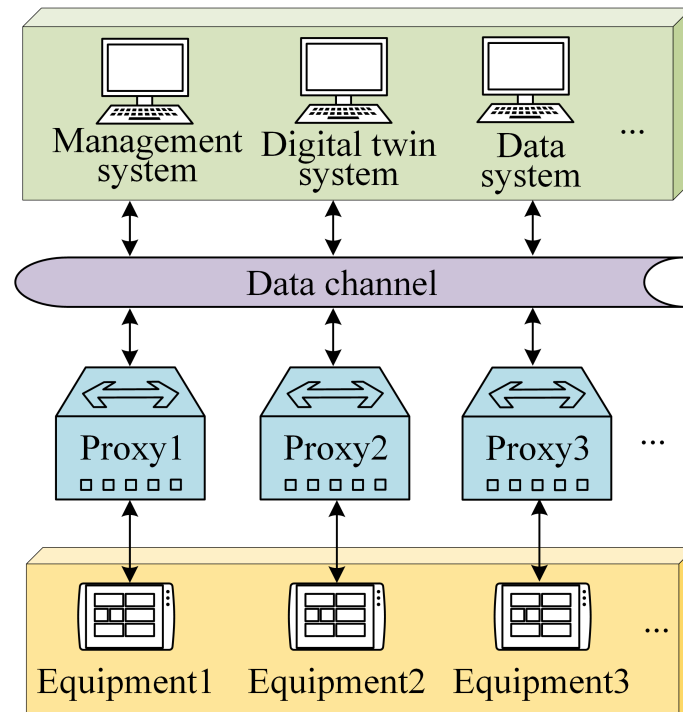 Management
system
Digital twin
system
Data
system
...
Data channel
Proxy1
Proxy2
Proxy3
...
...
Equipment1
Equipment2
Equipment3